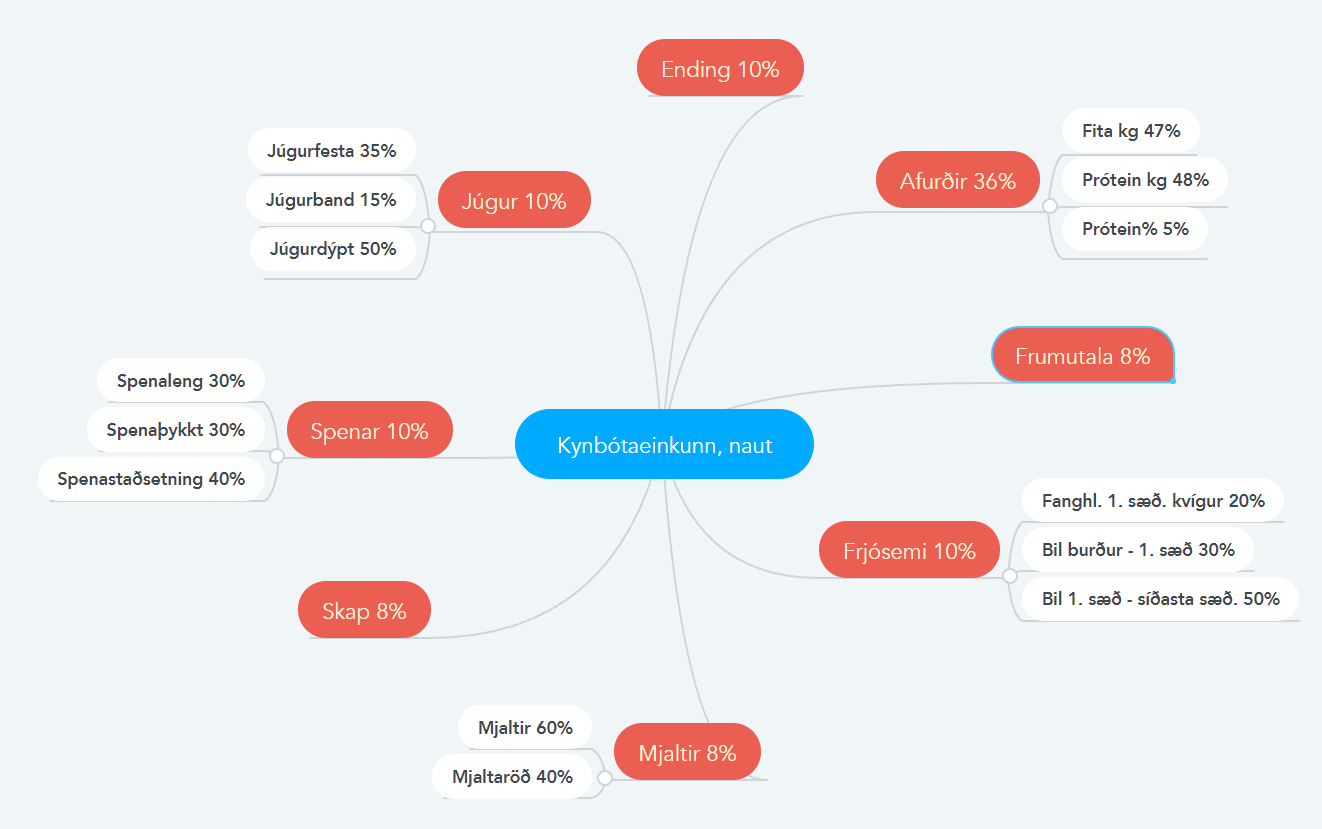 Ending 10%
Afurðir 36%
Fita kg 47%
Prótein kg 48%
Prótein% 5%
Frumutala 8%
Frjósemi 10%
Fanghl. 1. sæð. kvígur 20%
Bil burður - 1. sæð 30%
Bil 1. sæð - síðasta sæð. 50%
Mjaltir 8%
Mjaltir 60%
Mjaltaröð 40%
Skap 8%
Spenar 10%
Spenaleng 30%
Spenaþykkt 30%
Spenastaðsetning 40%
Júgur 10%
Júgurfesta 35%
Júgurband 15%
Júgurdýpt 50%
Kynbótaeinkunn, naut